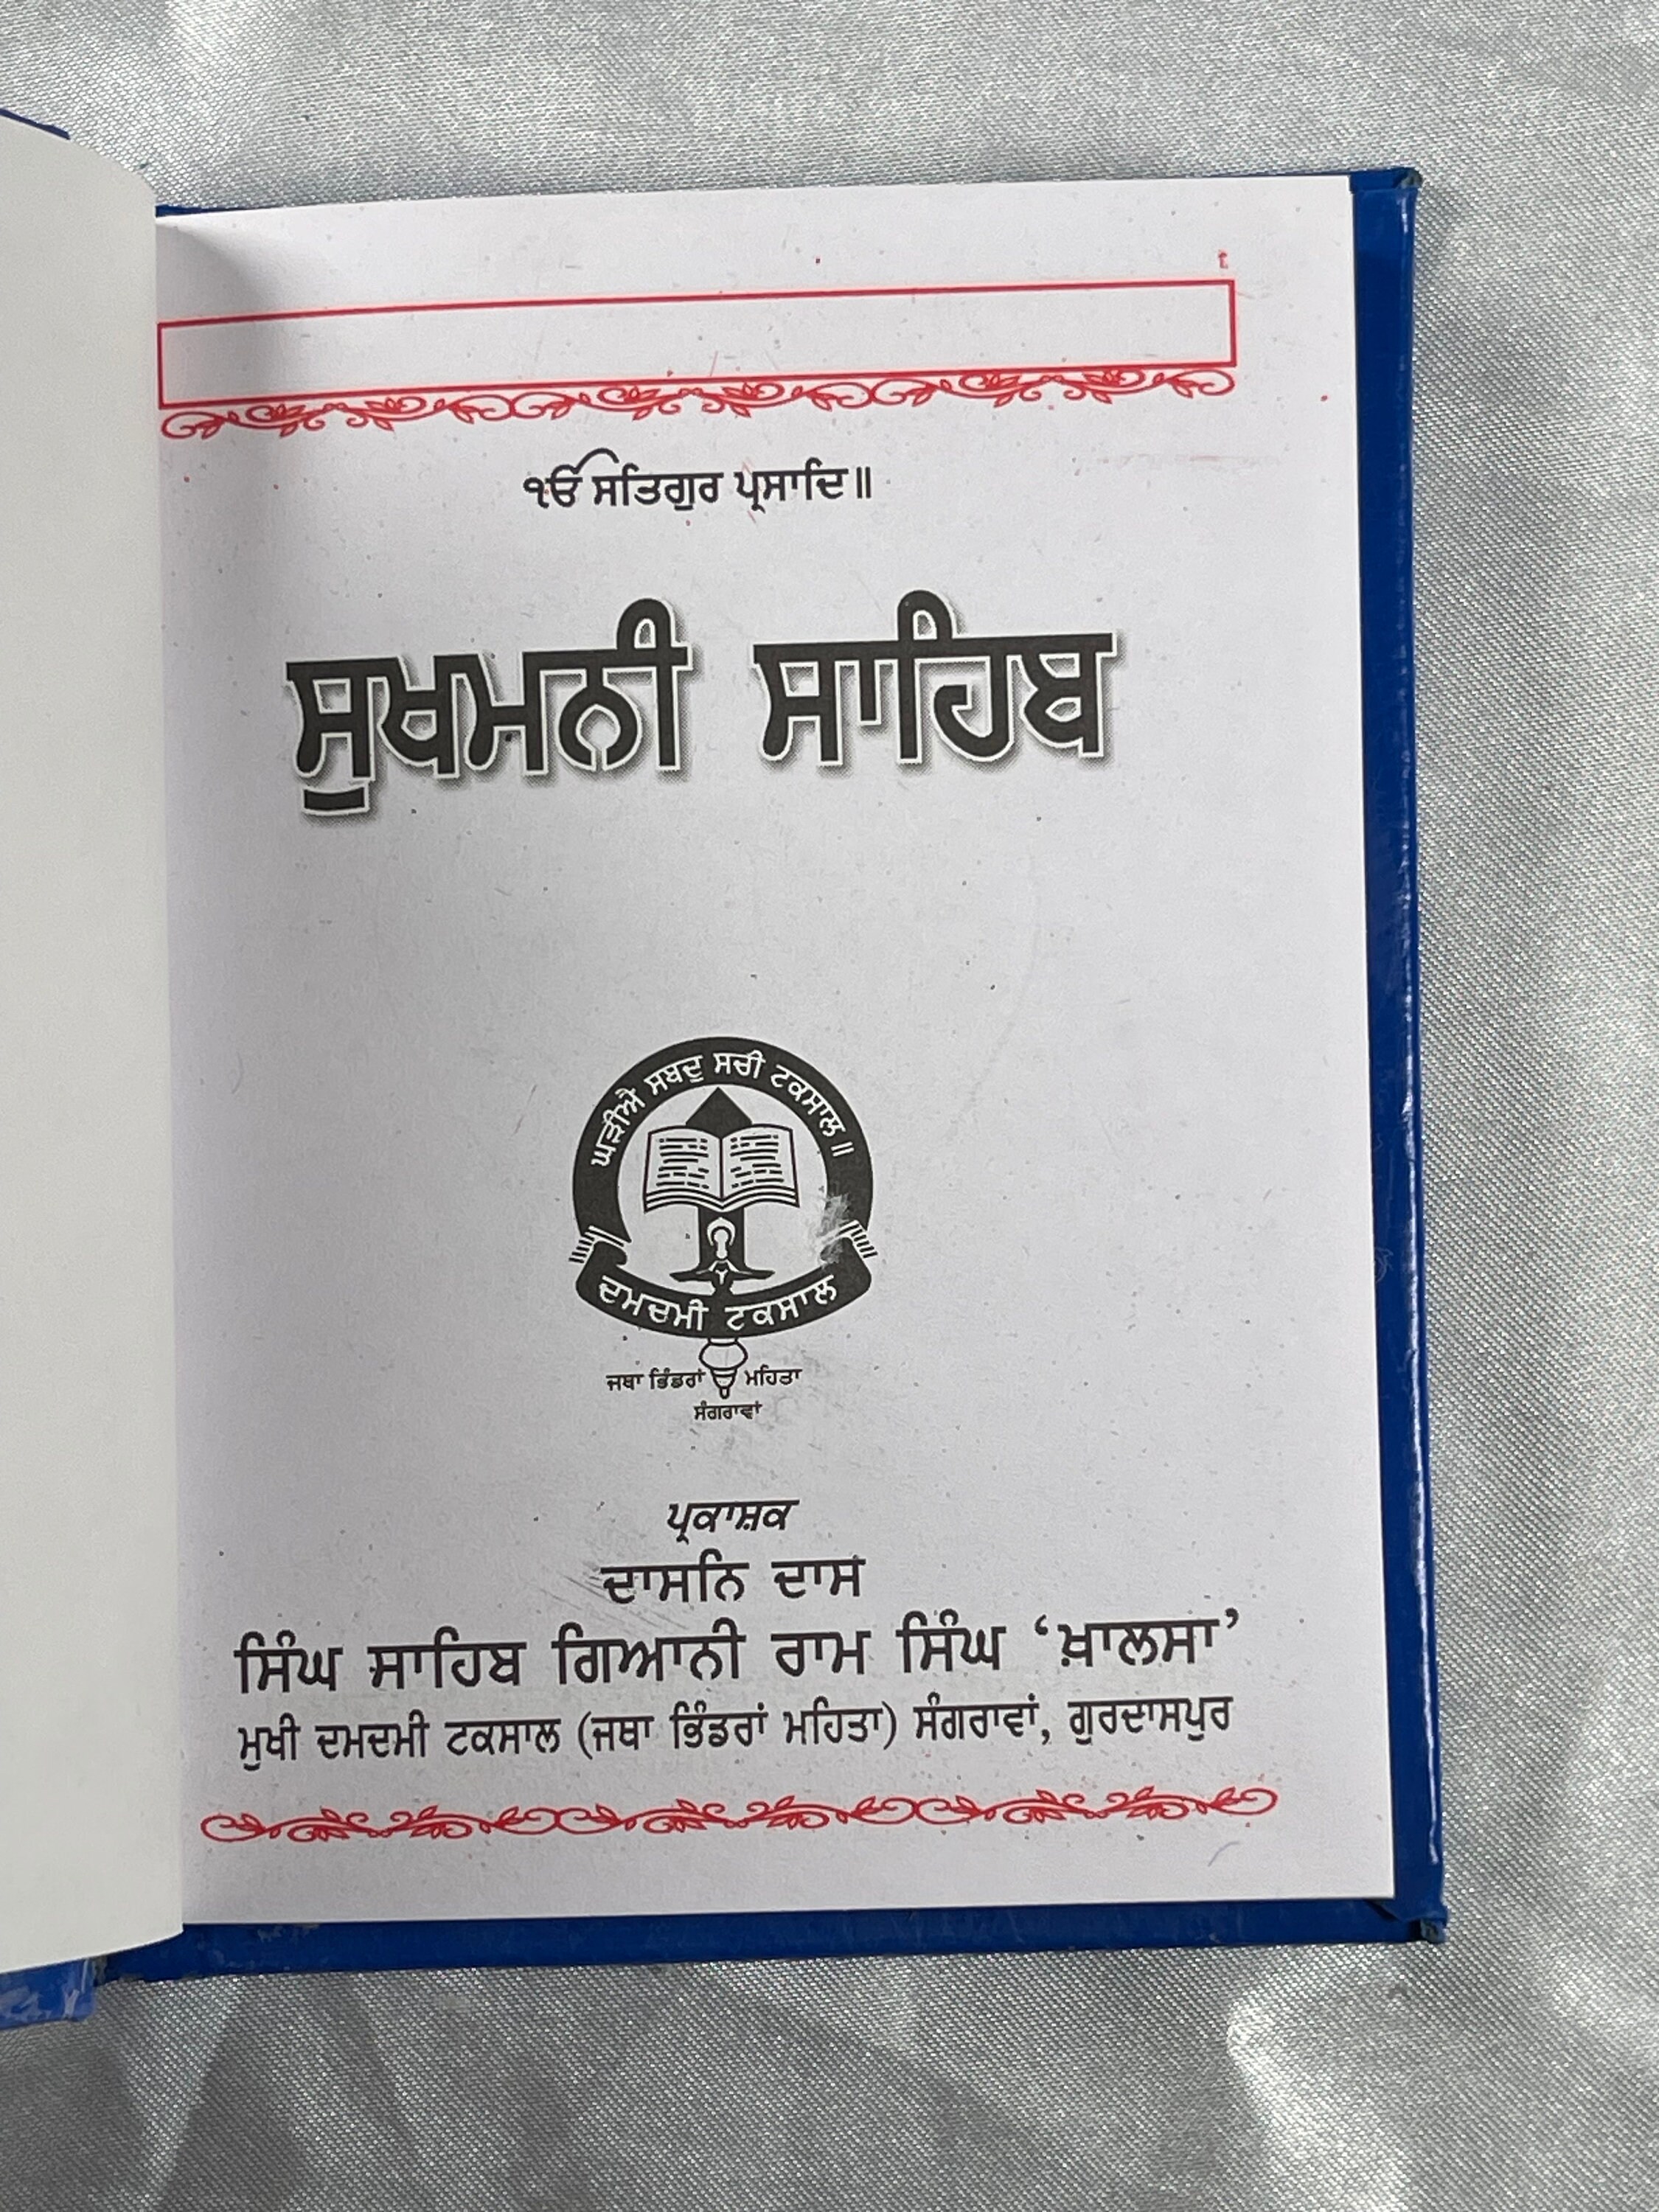 ੧
ੴ ਸਤਿਗੁਰ ਪ੍ਰਸਾਦਿ॥
ਸੁਖਮਨੀ ਸਾਹਿਬ
ਘੜੀਐ ਸਬਦੁ ਸਚੀ ਟਕਸਾਲ॥
ਦਮਦਮੀ ਟਕਸਾਲ
ਜਥਾ ਭਿੰਡਰਾਂ ਮਹਿਤਾ
ਸੰਗਰਾਵਾਂ
ਪ੍ਰਕਾਸ਼ਕ
ਦਾਸਨਿ ਦਾਸ
ਸਿੰਘ ਸਾਹਿਬ ਗਿਆਨੀ ਰਾਮ ਸਿੰਘ ‘ਖ਼ਾਲਸਾ’
ਮੁਖੀ ਦਮਦਮੀ ਟਕਸਾਲ (ਜਥਾ ਭਿੰਡਰਾਂ ਮਹਿਤਾ) ਸੰਗਰਾਵਾਂ, ਗੁਰਦਾਸਪੁਰ